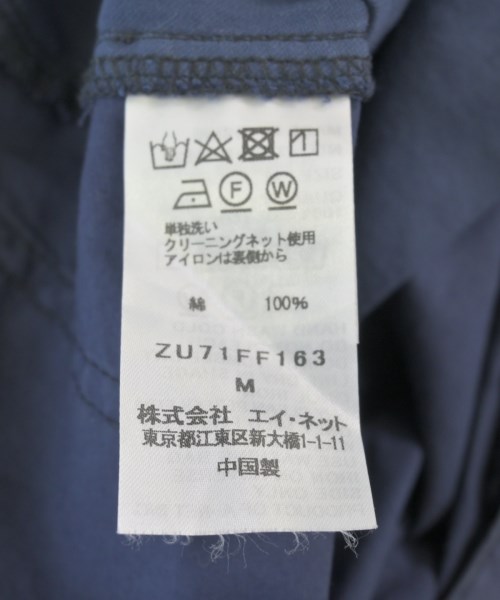 F W
単独洗い
クリーニングネット使用
アイロンは裏側から
綿 100%
ZU71FF163
M
株式会社 エイ・ネット
東京都江東区新大橋1-1-11
中国製